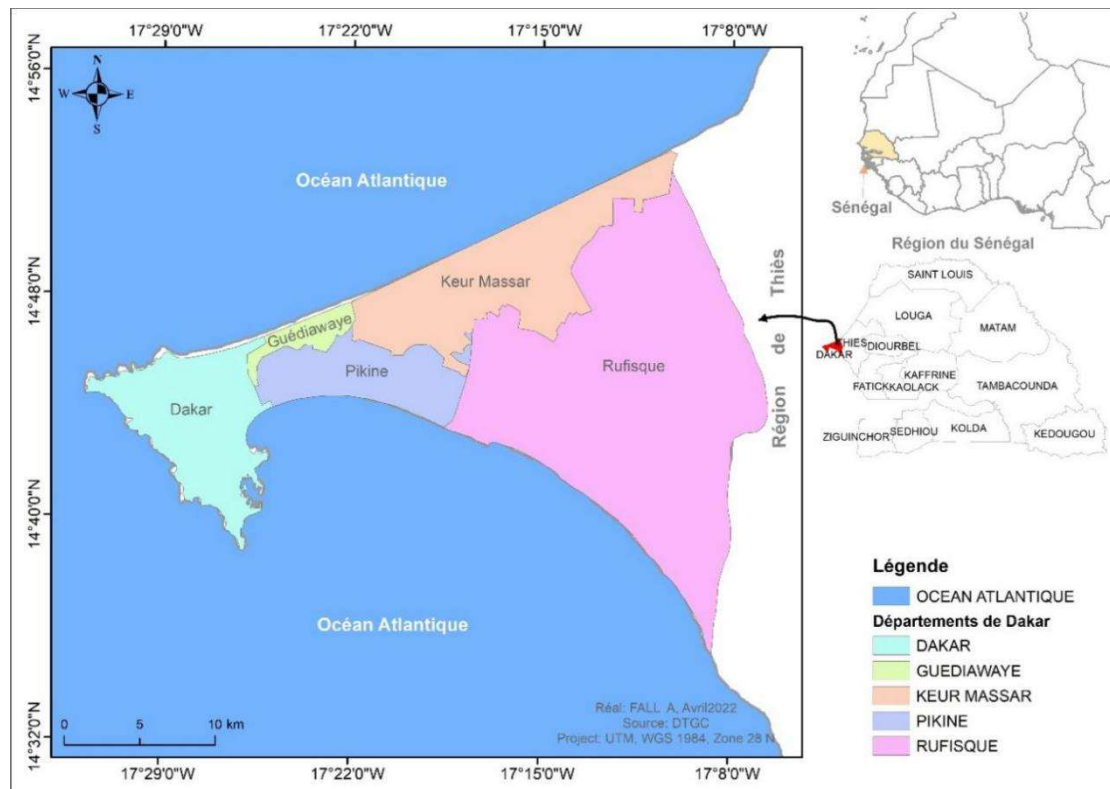 17°29'0"W 17°22'0"W 17°15'0"W 17°8'0"W
14°56'0"N
14°48'0"N
14°40'0"N
14°32'0"N
N
W E
S
Océan Atlantique
Keur Massar
Guédiawaye
Pikine
Dakar
Rufisque
Région de Thiès
Océan Atlantique
0 5 10 km
Réal: FALL A, Avril2022
Source: DTGC
Project: UTM, WGS 1984, Zone 28 N
17°29'0"W 17°22'0"W 17°15'0"W 17°8'0"W
Sénégal
Région du Sénégal
SAINT LOUIS
LOUGA
MATAM
THIES
DIOURBEL
DAKAR
KAFFRINE
FATICK
KAOLACK
TAMBACOUNDA
ZIGUINCHOR
SEDHIOU
KOLDA
KEDOUGOU
Légende
OCEAN ATLANTIQUE
Départements de Dakar
DAKAR
GUEDIAWAYE
KEUR MASSAR
PIKINE
RUFISQUE